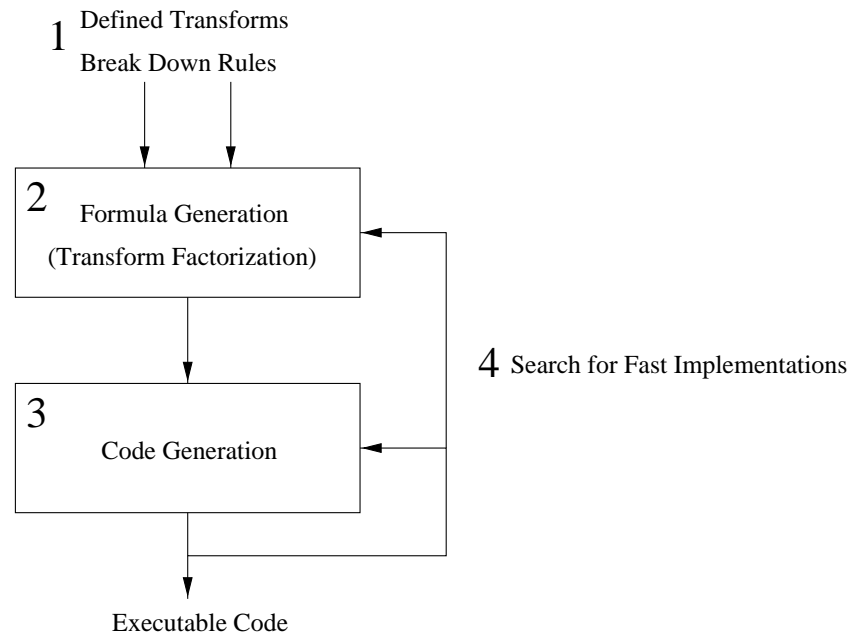 1 Defined Transforms
Break Down Rules
2
Formula Generation
(Transform Factorization)
4 Search for Fast Implementations
3
Code Generation
Executable Code